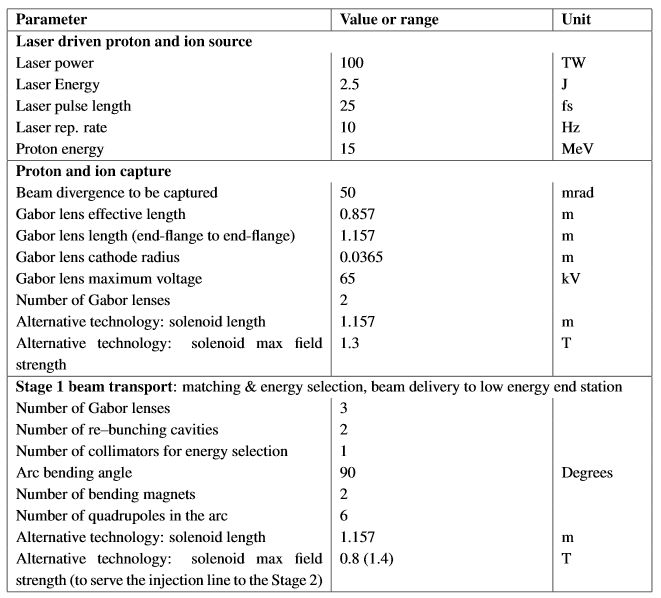 Parameter Value or range Unit
Laser driven proton and ion source
Laser power 100 TW
Laser Energy 2.5 J
Laser pulse length 25 fs
Laser rep. rate 10 Hz
Proton energy 15 MeV
Proton and ion capture
Beam divergence to be captured 50 mrad
Gabor lens effective length 0.857 m
Gabor lens length (end-flange to end-flange) 1.157 m
Gabor lens cathode radius 0.0365 m
Gabor lens maximum voltage 65 kV
Number of Gabor lenses 2
Alternative technology: solenoid length 1.157 m
Alternative technology: solenoid max field 1.3 T
strength
Stage 1 beam transport: matching & energy selection, beam delivery to low energy end station
Number of Gabor lenses 3
Number of re–bunching cavities 2
Number of collimators for energy selection 1
Arc bending angle 90 Degrees
Number of bending magnets 2
Number of quadrupoles in the arc 6
Alternative technology: solenoid length 1.157 m
Alternative technology: solenoid max field 0.8 (1.4) T
strength (to serve the injection line to the Stage 2)